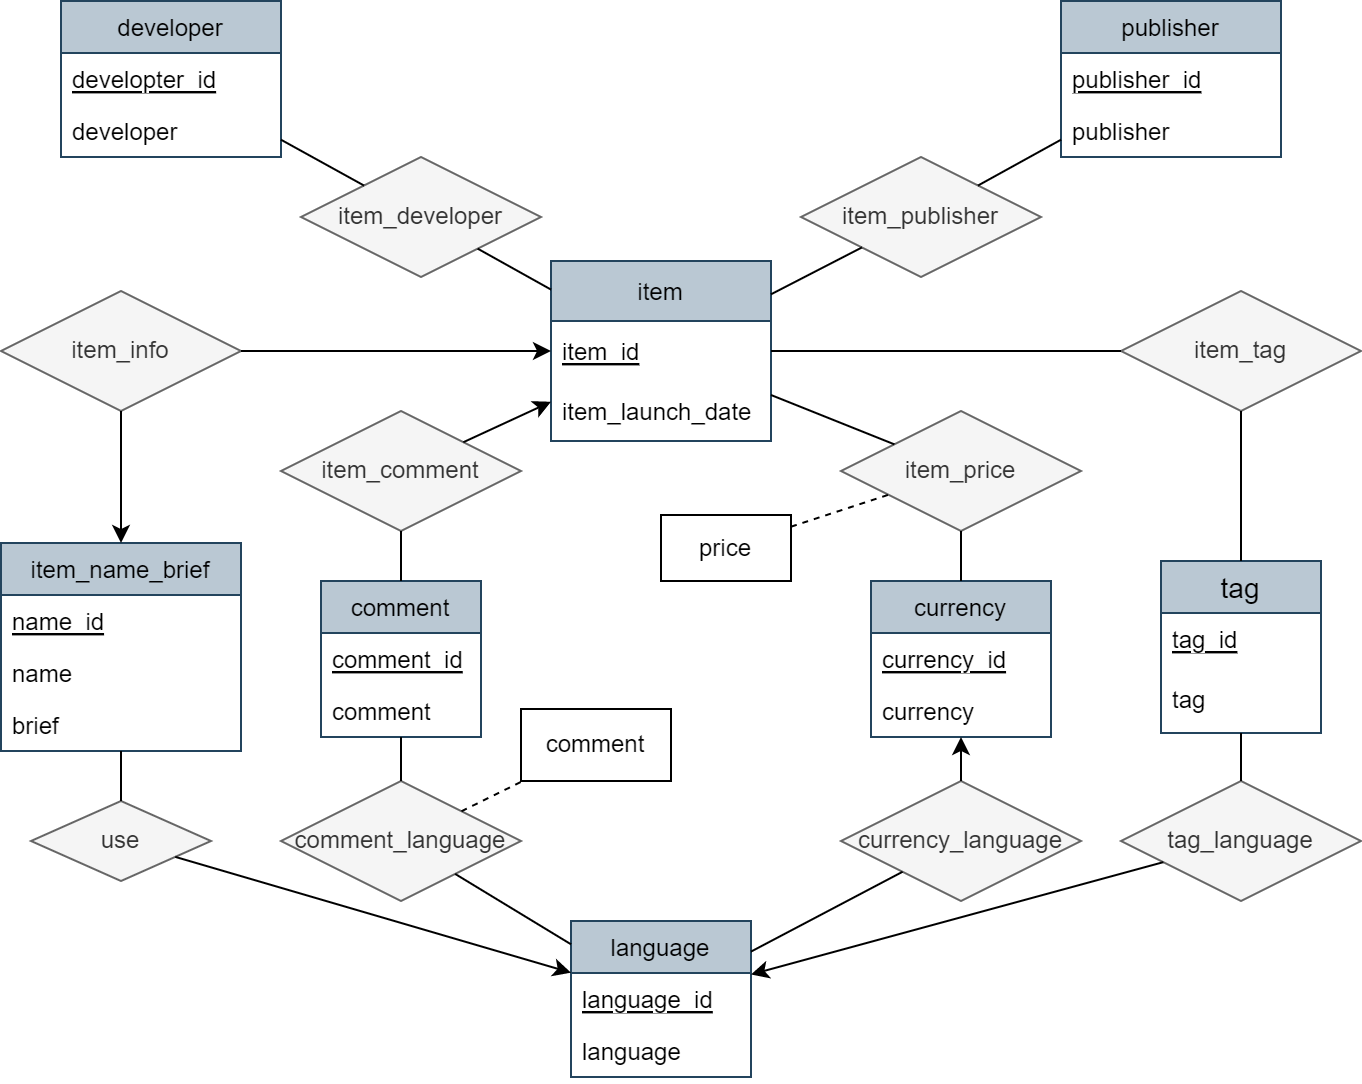 developer
developter_id
developer
publisher
publisher_id
publisher
item_developer
item_publisher
item
item_id
item_launch_date
item_info
item_tag
item_comment
item_price
price
item_name_brief
name_id
name
brief
comment
comment_id
comment
currency
currency_id
currency
tag
tag_id
tag
comment
use
comment_language
currency_language
tag_language
language
language_id
language